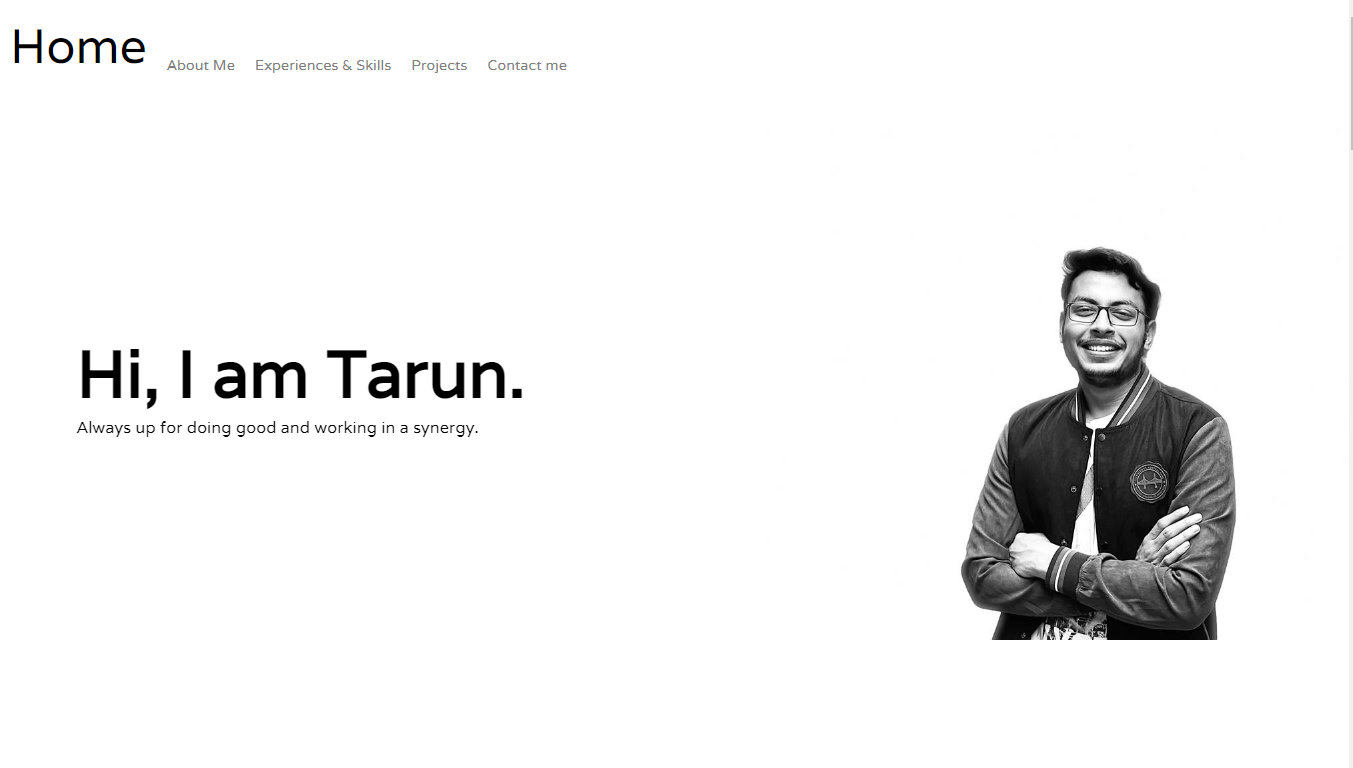 Home
About Me Experiences & Skills Projects Contact me
Hi, I am Tarun.
Always up for doing good and working in a synergy.